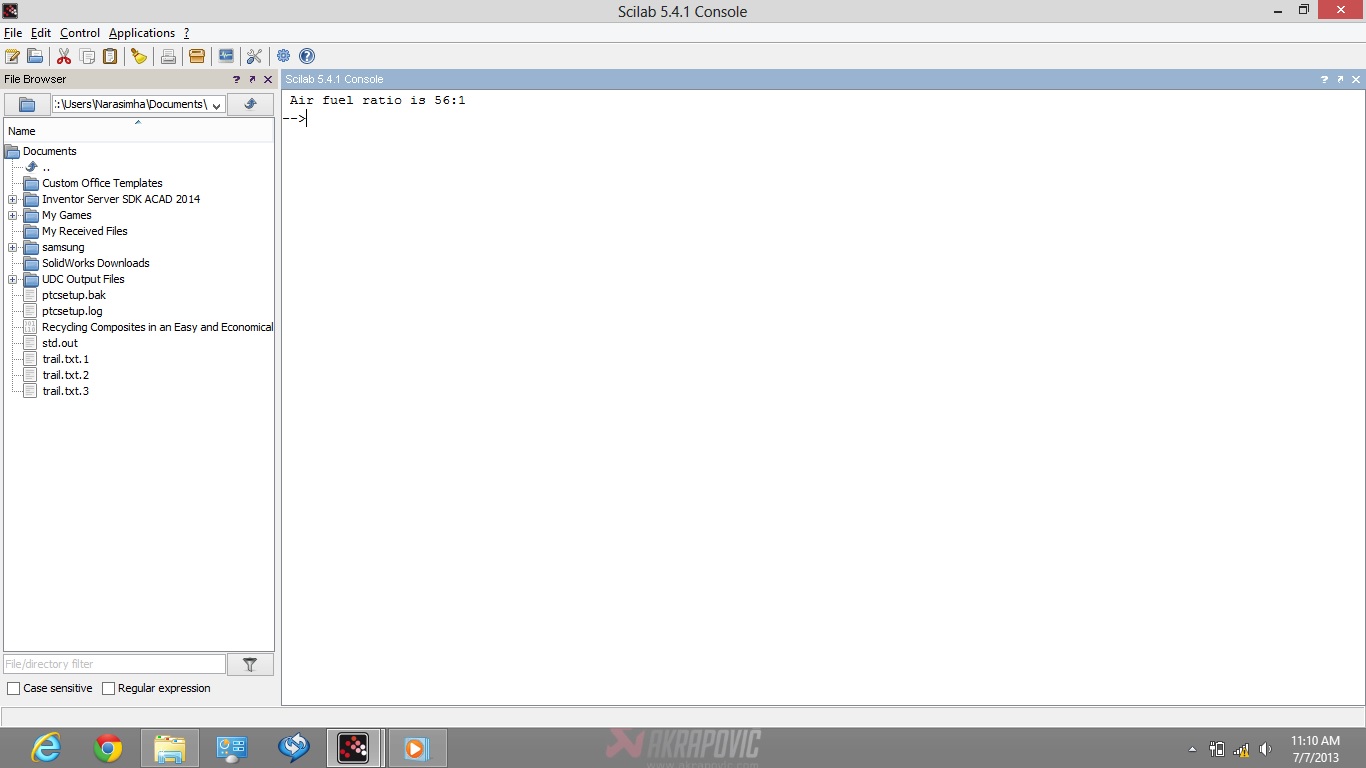 Scilab 5.4.1 Console
File Edit Control Applications ?
File Browser
Scilab 5.4.1 Console
:\Users\Narasimha\Documents\
Name
Documents
..
Custom Office Templates
Inventor Server SDK ACAD 2014
My Games
My Received Files
samsung
SolidWorks Downloads
UDC Output Files
ptcsetup.bak
ptcsetup.log
Recycling Composites in an Easy and Economical
std.out
trail.txt.1
trail.txt.2
trail.txt.3
Air fuel ratio is 56:1
-->
File/directory filter
Case sensitive Regular expression
AKRAPOVIC
www.akrapovic.com
11:10 AM
7/7/2013